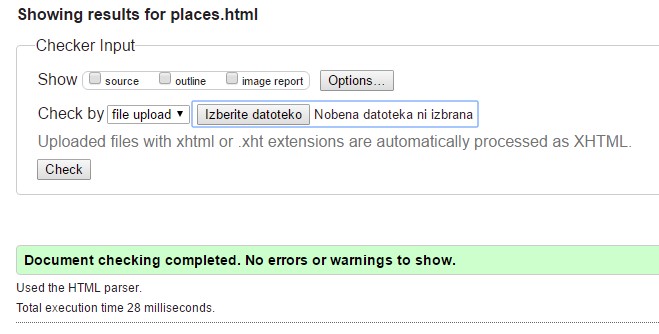 Showing results for places.html
Checker Input
Show source outline image report Options...
Check by file upload Izberite datoteko Nobena datoteka ni izbrana
Uploaded files with xhtml or .xht extensions are automatically processed as XHTML.
Check
Document checking completed. No errors or warnings to show.
Used the HTML parser.
Total execution time 28 milliseconds.